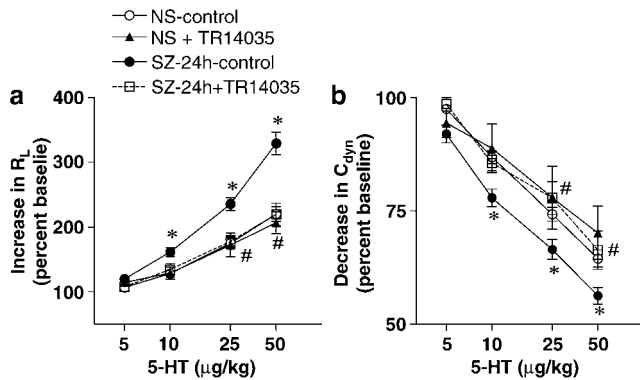 NS-control
NS + TR14035
SZ-24h-control
SZ-24h+TR14035
a
400
300
200
100
Increase in RL
(percent baselie)
*
*
*
#
#
5 10 25 50
5-HT (μg/kg)
b
100
75
50
Decrease in Cdyn
(percent baseline)
#
#
*
*
*
5 10 25 50
5-HT (μg/kg)